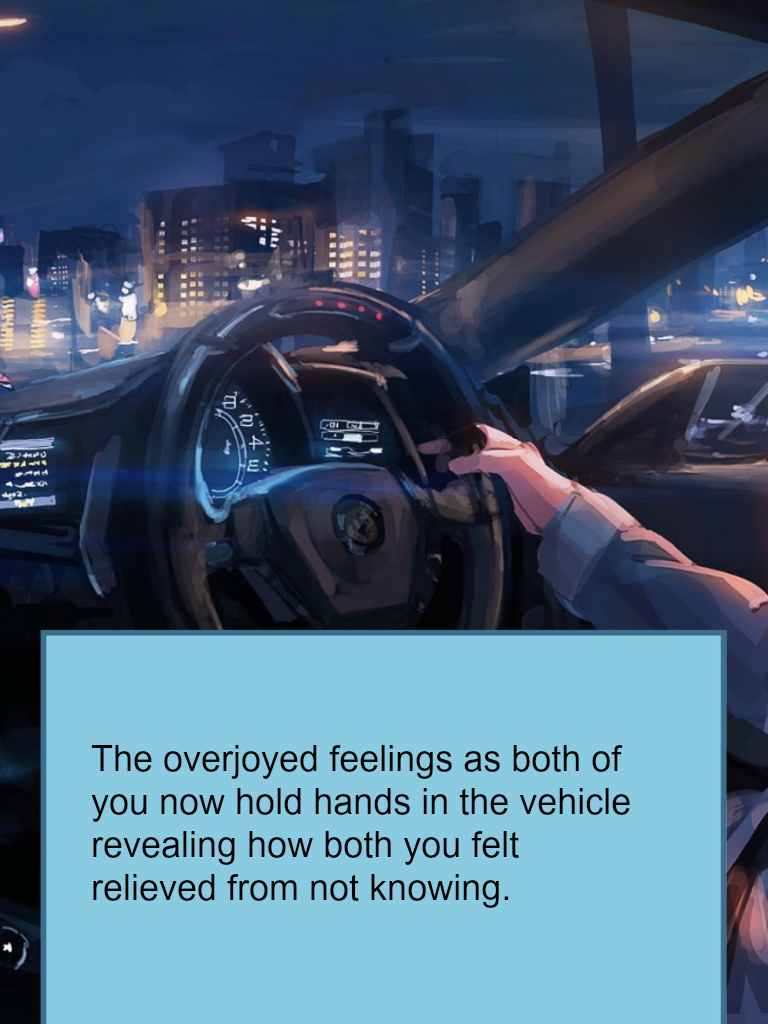 The overjoyed feelings as both of
you now hold hands in the vehicle
revealing how both you felt
relieved from not knowing.